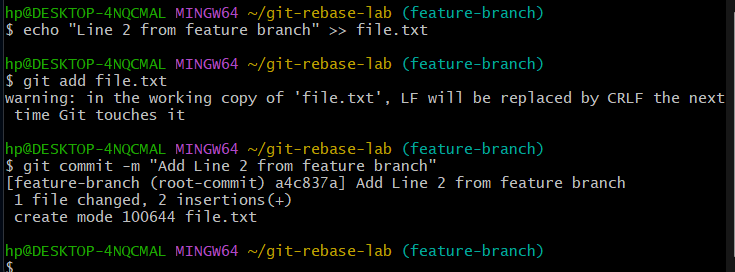 hp@DESKTOP-4NQCMAL MINGW64 ~/git-rebase-lab (feature-branch)
$ echo "Line 2 from feature branch" >> file.txt
hp@DESKTOP-4NQCMAL MINGW64 ~/git-rebase-lab (feature-branch)
$ git add file.txt
warning: in the working copy of 'file.txt', LF will be replaced by CRLF the next
 time Git touches it
hp@DESKTOP-4NQCMAL MINGW64 ~/git-rebase-lab (feature-branch)
$ git commit -m "Add Line 2 from feature branch"
[feature-branch (root-commit) a4c837a] Add Line 2 from feature branch
 1 file changed, 2 insertions(+)
 create mode 100644 file.txt
hp@DESKTOP-4NQCMAL MINGW64 ~/git-rebase-lab (feature-branch)
$